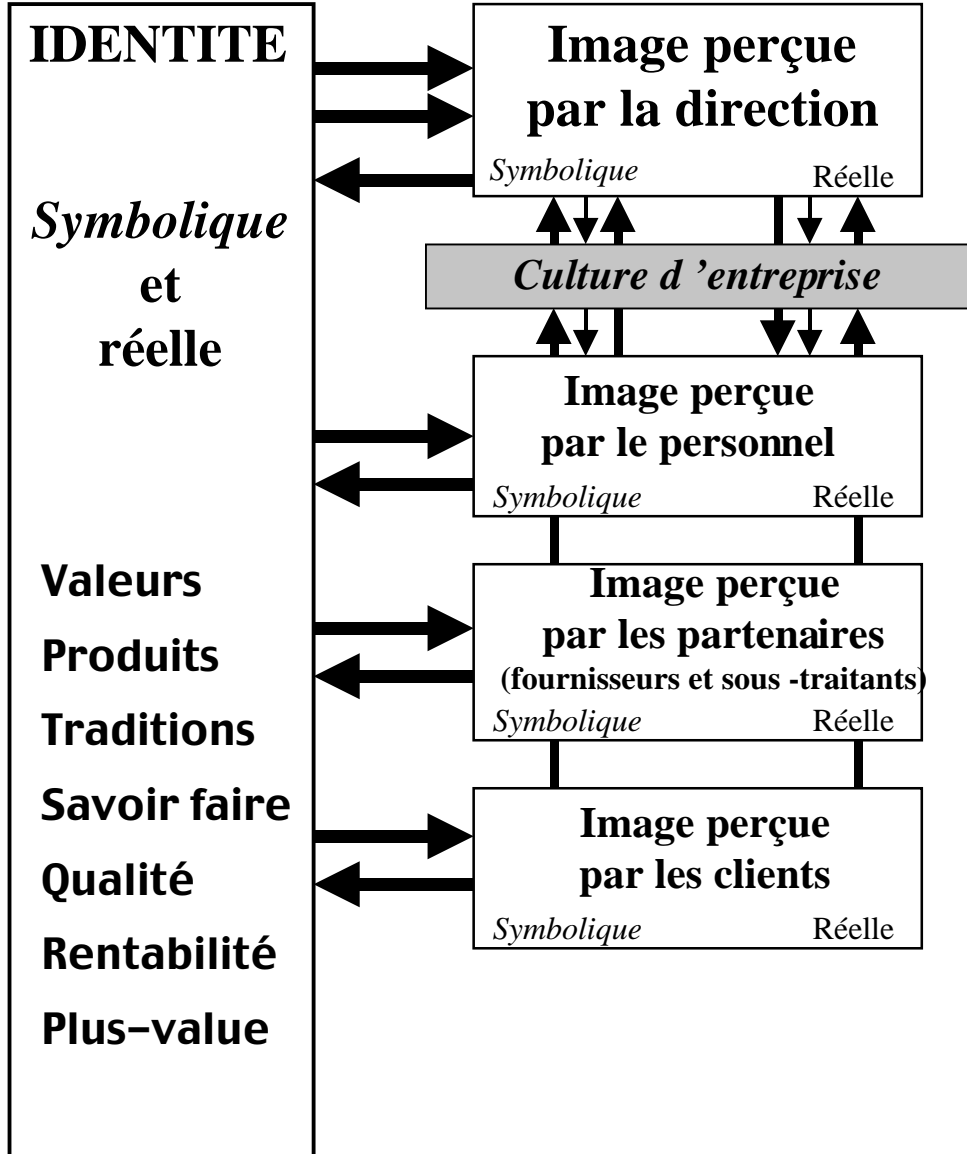 IDENTITE
Symbolique
et
réelle
Valeurs
Produits
Traditions
Savoir faire
Qualité
Rentabilité
Plus-value
Image perçue
par la direction
Symbolique Réelle
Culture d ’entreprise
Image perçue
par le personnel
Symbolique Réelle
Image perçue
par les partenaires
(fournisseurs et sous -traitants)
Symbolique Réelle
Image perçue
par les clients
Symbolique Réelle